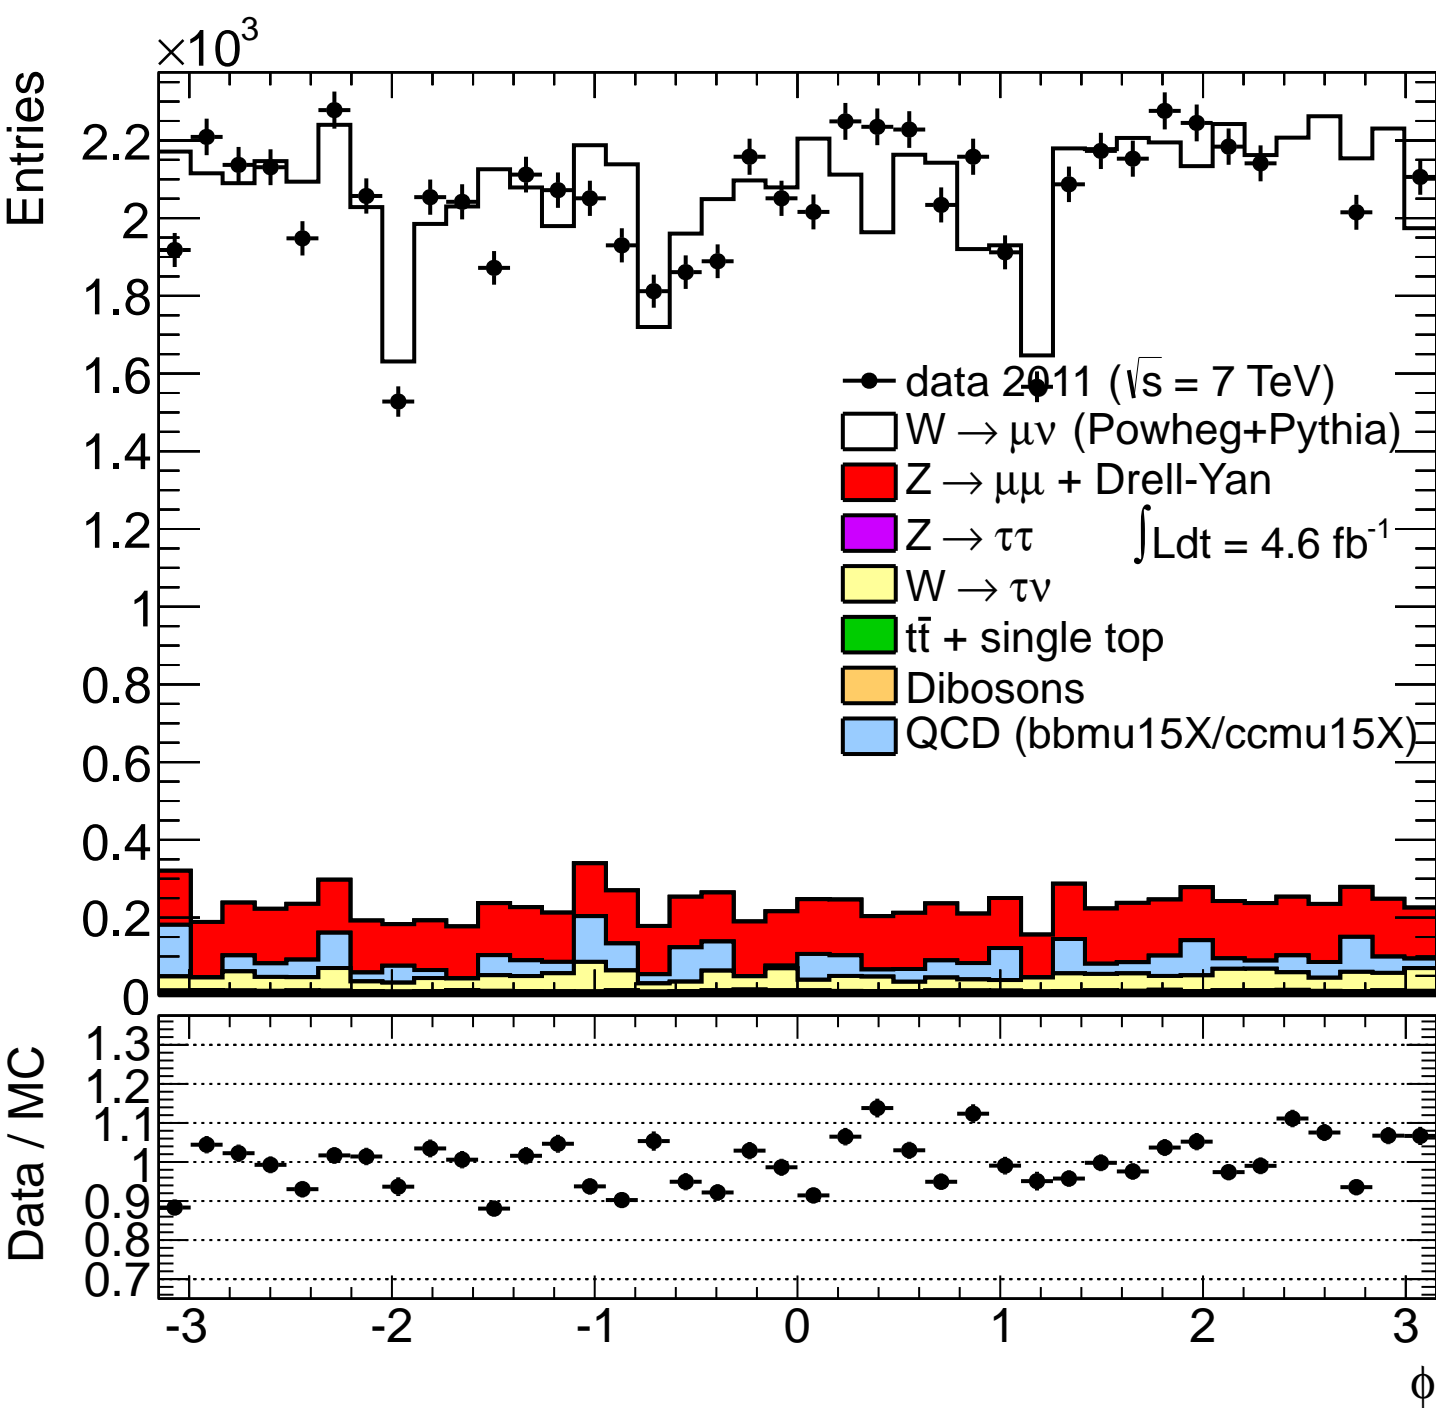 ×10³
Entries
2.2
2
1.8
1.6
1.4
1.2
1
0.8
0.6
0.4
0.2
0
data 2011 (√s = 7 TeV)
W → μν (Powheg+Pythia)
Z → μμ + Drell-Yan
Z → ττ
∫Ldt = 4.6 fb⁻¹
W → τν
tt̄ + single top
Dibosons
QCD (bbmu15X/ccmu15X)
Data / MC
1.3
1.2
1.1
1
0.9
0.8
0.7
-3 -2 -1 0 1 2 3
ϕ